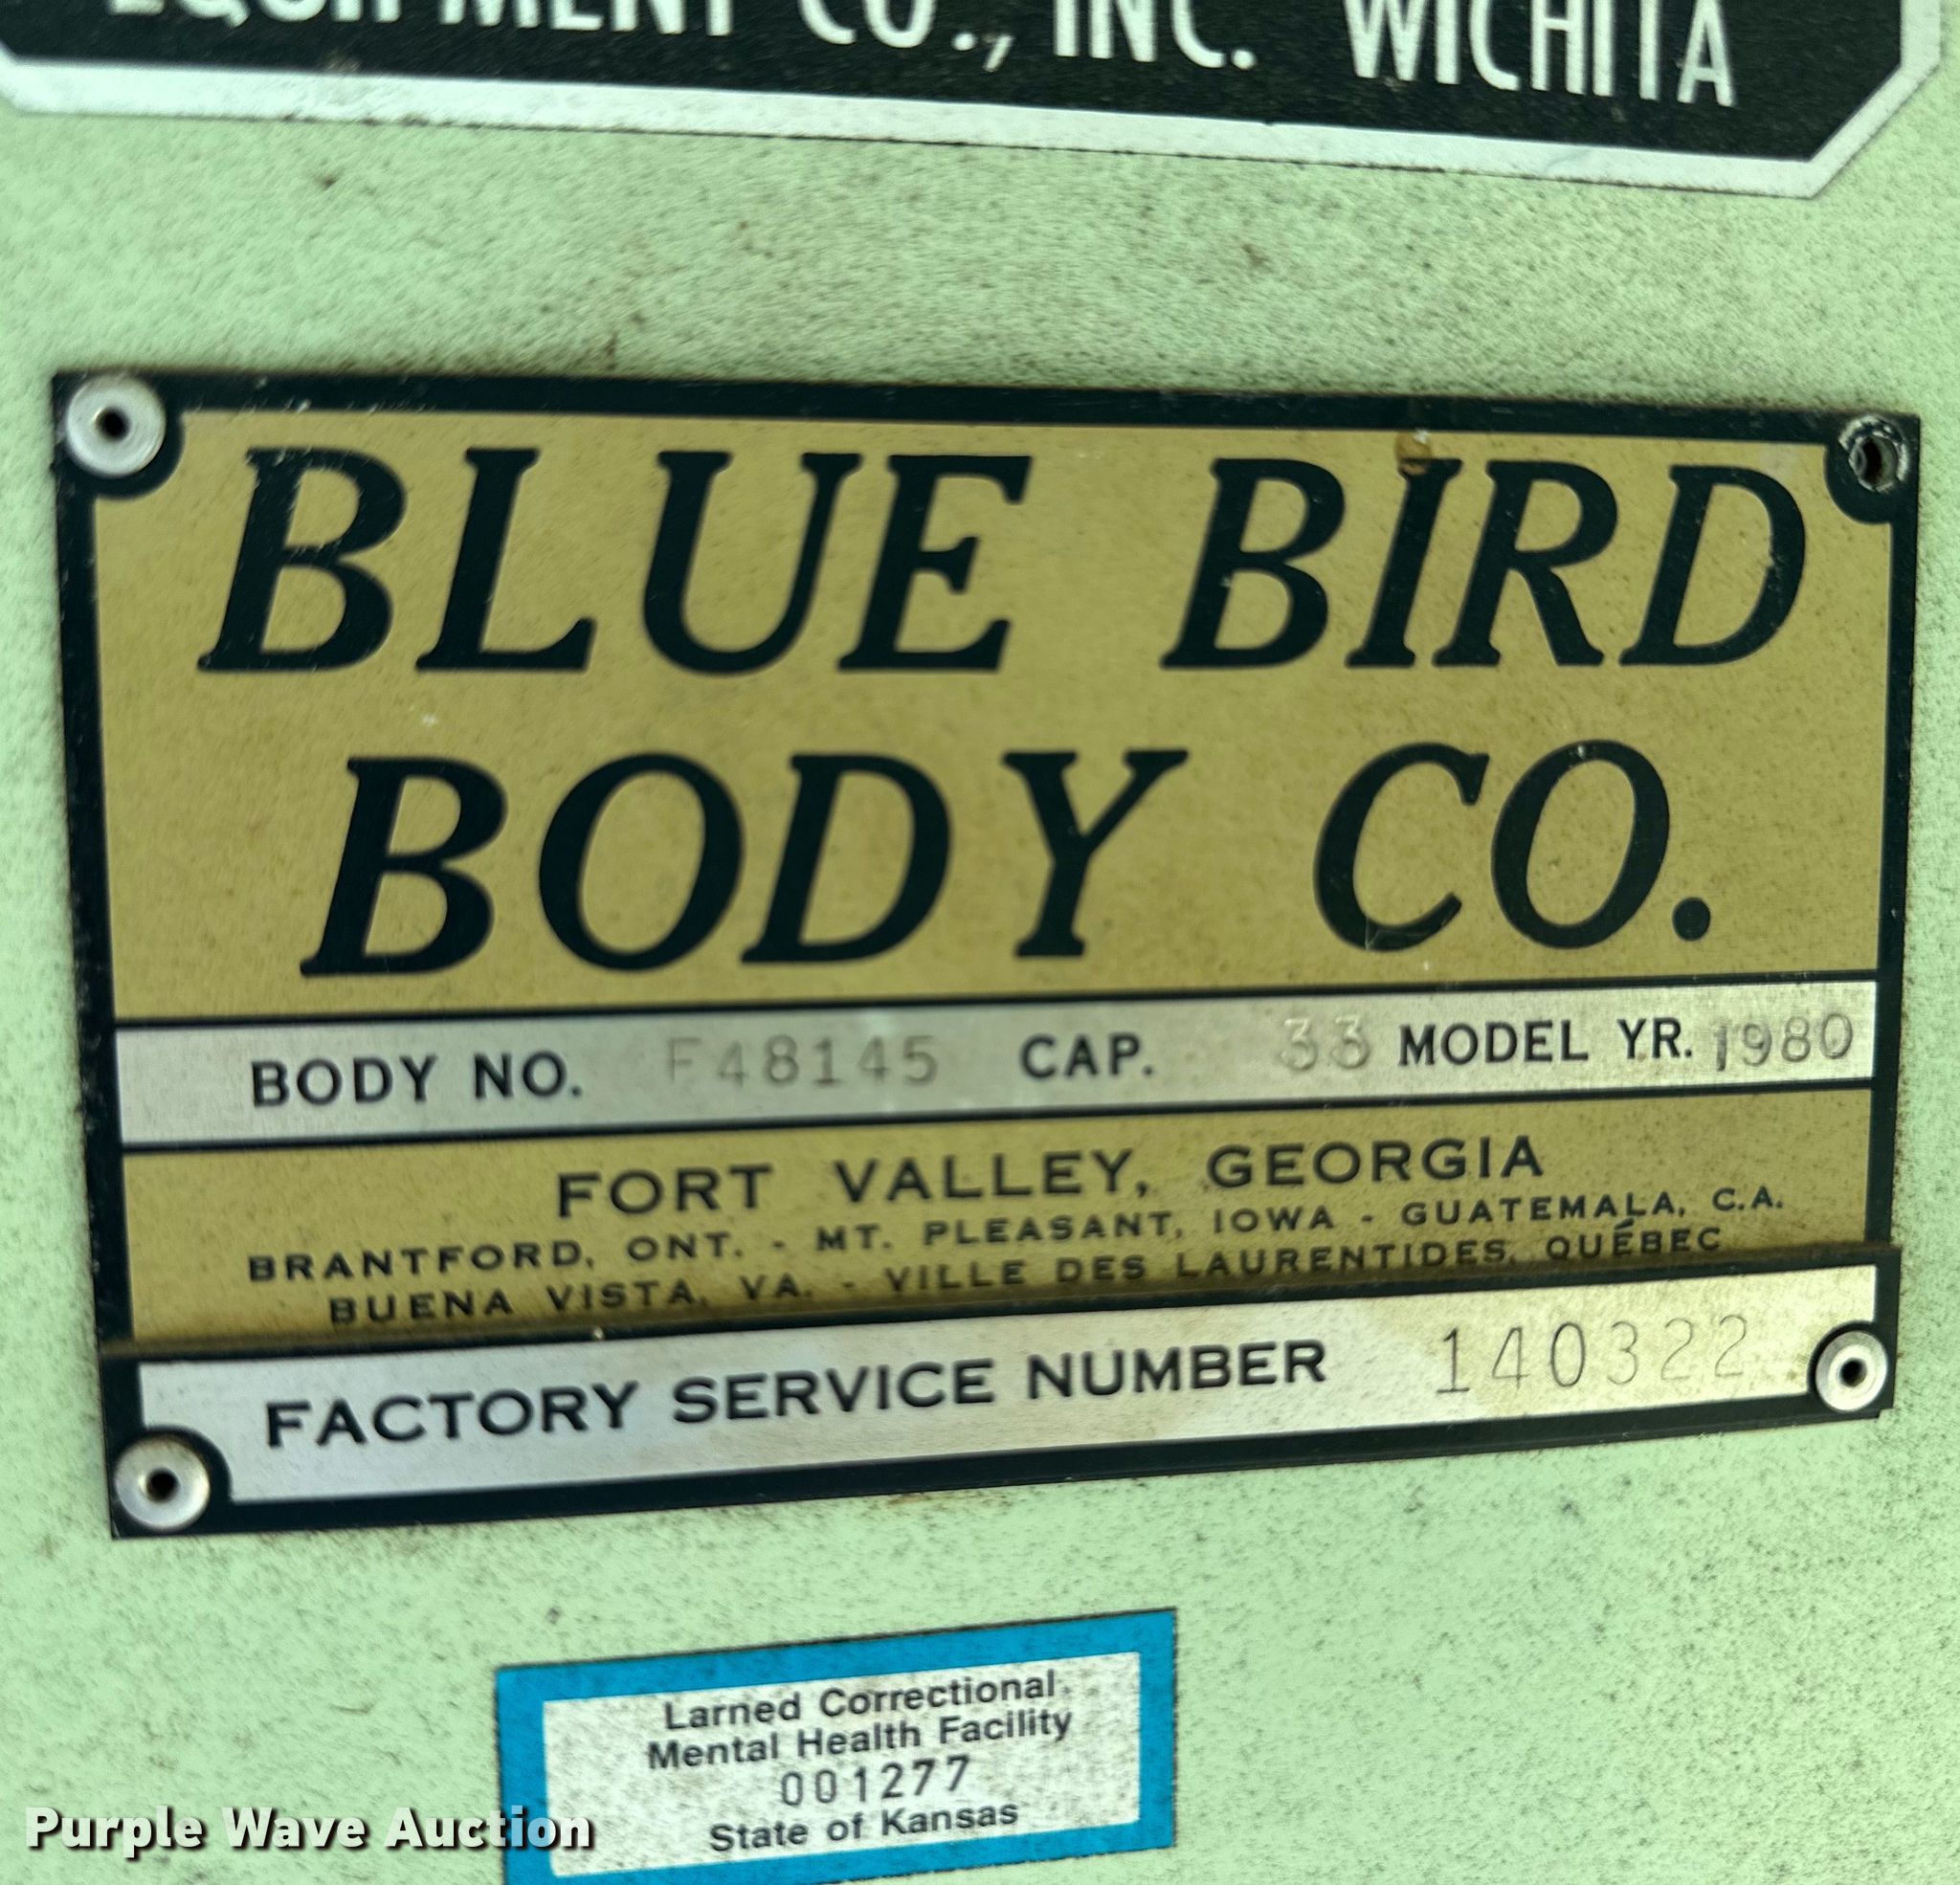 EQUIPMENT CO., INC. WICHITA
BLUE BIRD
BODY CO.
BODY NO. F48145 CAP. 33 MODEL YR. 1980
FORT VALLEY, GEORGIA
BRANTFORD, ONT. - MT. PLEASANT, IOWA - GUATEMALA, C.A.
BUENA VISTA, VA. - VILLE DES LAURENTIDES, QUÉBEC
FACTORY SERVICE NUMBER 140322
Larned Correctional
Mental Health Facility
001277
State of Kansas
Purple Wave Auction